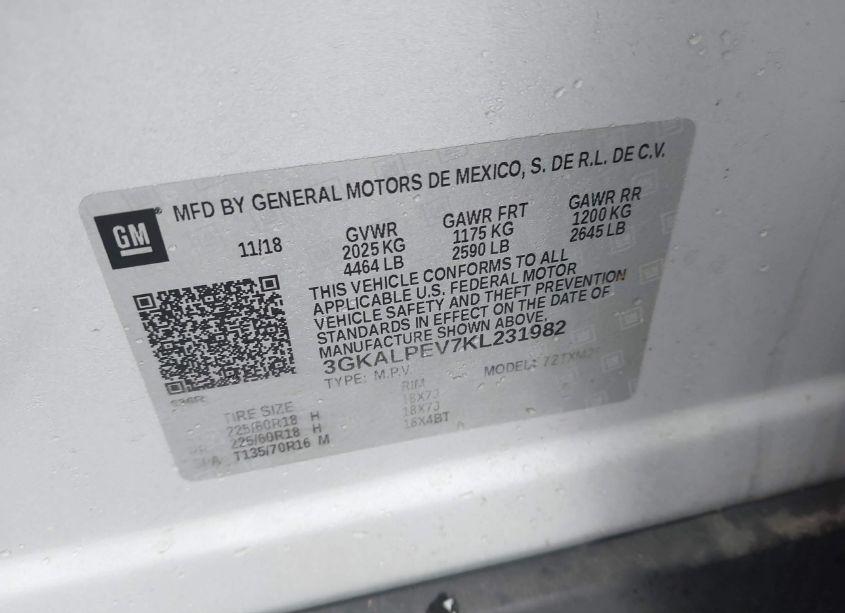 MFD BY GENERAL MOTORS DE MEXICO, S. DE R.L. DE C.V.
GM
11/18
GVWR GAWR FRT GAWR RR
2025 KG 1175 KG 1200 KG
4464 LB 2590 LB 2645 LB
THIS VEHICLE CONFORMS TO ALL
APPLICABLE U.S. FEDERAL MOTOR
VEHICLE SAFETY AND THEFT PREVENTION
STANDARDS IN EFFECT ON THE DATE OF
MANUFACTURE SHOWN ABOVE.
3GKALPEV7KL231982
TYPE: M.P.V. MODEL:
TIRE SIZE RIM
225/60R18 H 18X7J
225/60R18 H 18X7J
T135/70R16 M 16X4BT